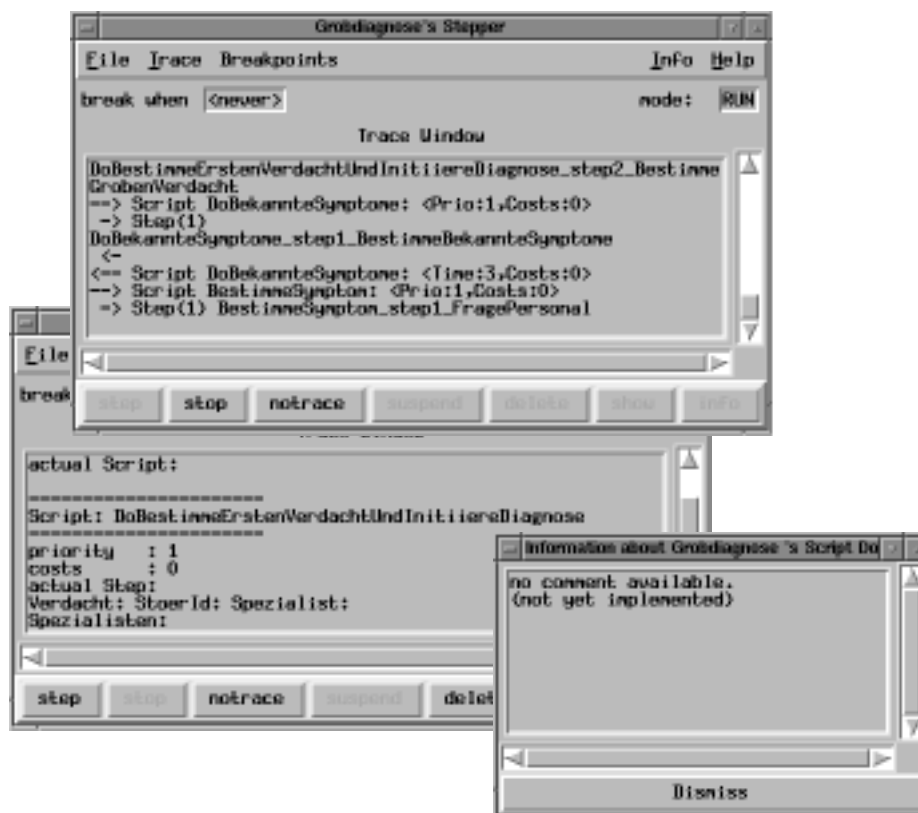 Grobdiagnose's Stepper
File Trace Breakpoints Info Help
break when <newer> mode: RUN
Trace Window
DoBestimmeErstenVerdachtUndInitiiereDiagnose_step2_Bestimme
GrobenVerdacht
--> Script DoBekannteSymptome: <Prio:1,Costs:0>
-> Step(1)
DoBekannteSymptome_step1_BestimmeBekannteSymptome
<-
<-- Script DoBekannteSymptome: <Time:3,Costs:0>
--> Script BestimmeSymptom: <Prio:1,Costs:0>
-> Step(1) BestimmeSymptom_step1_FragePersonal
step stop notrace suspend delete show info
File
break
actual Script:
=======================
Script: DoBestimmeErstenVerdachtUndInitiiereDiagnose
=======================
priority : 1
costs : 0
actual Step:
Verdacht: StoerId: Spezialist:
Spezialisten:
step stop notrace suspend delet
Information about Grobdiagnose 's Script Do
no comment available.
(not yet implemented)
Dismiss